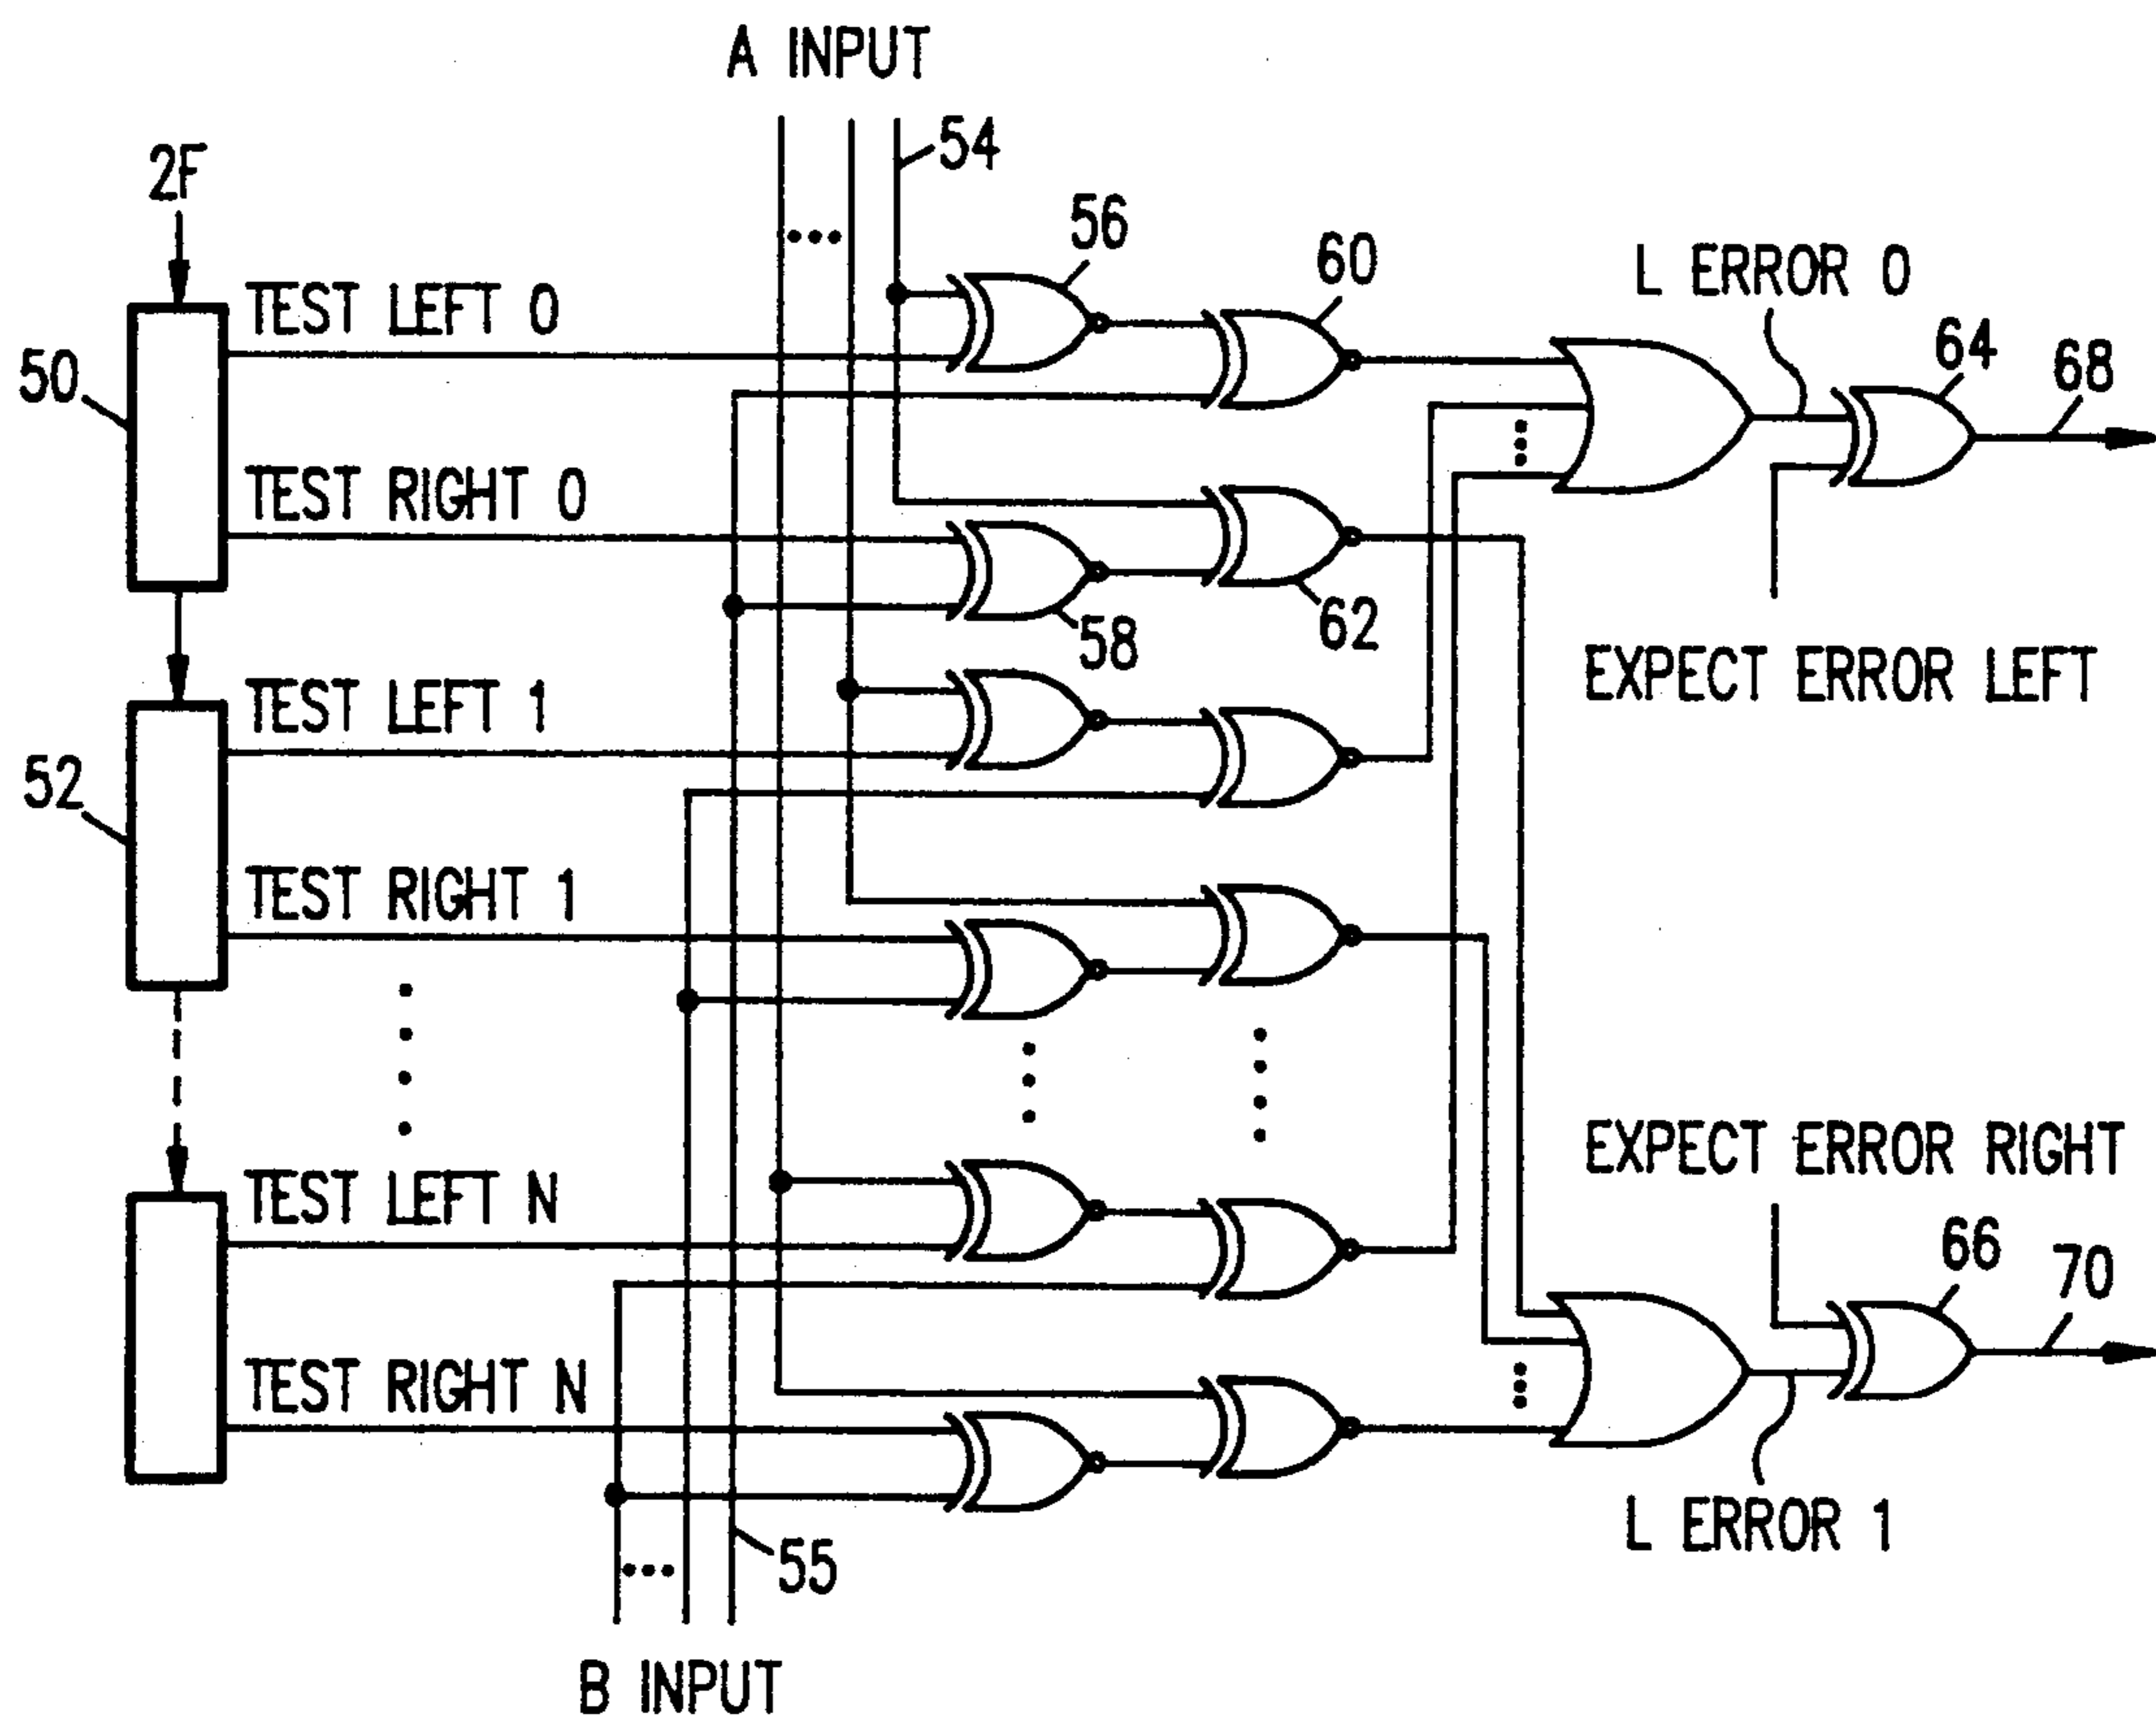 A INPUT
2F
54
56
60
TEST LEFT 0
L ERROR 0
64
68
50
TEST RIGHT 0
62
58
EXPECT ERROR LEFT
TEST LEFT 1
52
TEST RIGHT 1
EXPECT ERROR RIGHT
TEST LEFT N
66
70
TEST RIGHT N
L ERROR 1
55
B INPUT